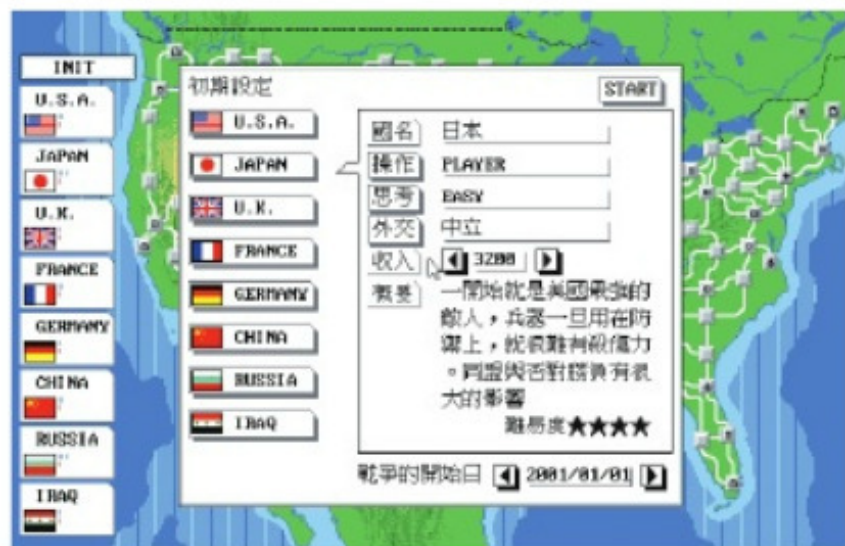 INIT
U.S.A.
JAPAN
U.K.
FRANCE
GERMANY
CHINA
RUSSIA
IRAQ
初期設定
START
U.S.A.
JAPAN
U.K.
FRANCE
GERMANY
CHINA
RUSSIA
IRAQ
國名 日本
操作 PLAYER
思考 EASY
外交 中立
收入 3200
概要 一開始就是美國最強的
敵人，兵器一旦用在防
禦上，就很難有殺傷力
。同盟與否對勝負有很
大的影響
難易度★★★★
戰爭的開始日 2001/01/01